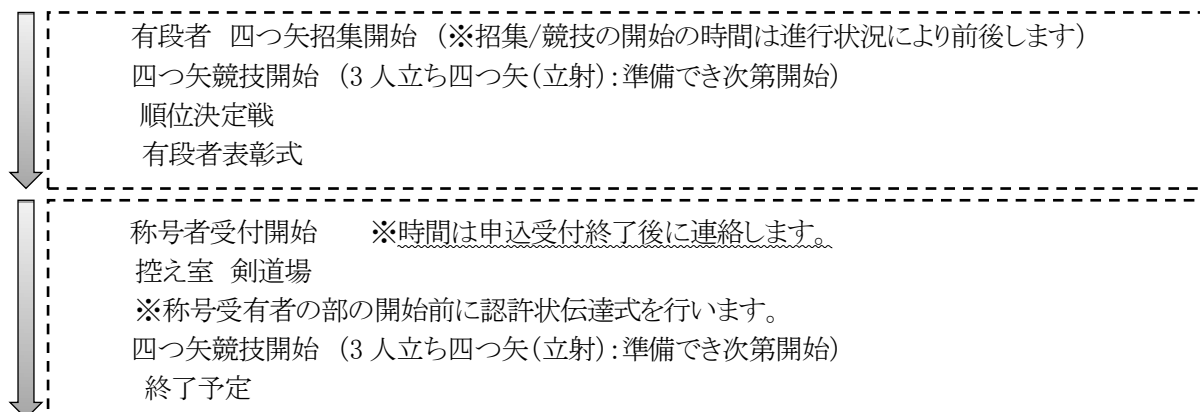 有段者 四つ矢招集開始 (※招集/競技の開始の時間は進行状況により前後します)
四つ矢競技開始 (3人立ち四つ矢(立射):準備でき次第開始)
順位決定戦
有段者表彰式
称号者受付開始 ※時間は申込受付終了後に連絡します。
控え室 剣道場
※称号受有者の部の開始前に認許状伝達式を行います。
四つ矢競技開始 (3人立ち四つ矢(立射):準備でき次第開始)
終了予定